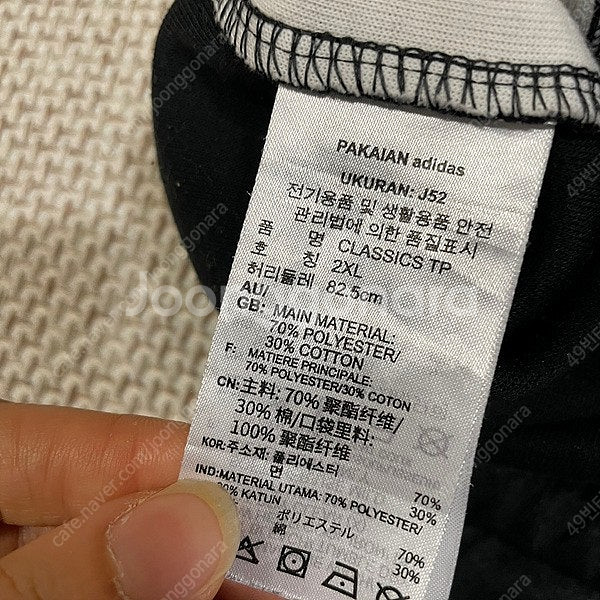 PAKAIAN adidas
UKURAN: J52
전기용품 및 생활용품 안전
관리법에 의한 품질표시
품 명 CLASSICS TP
호 칭 2XL
허리둘레 82.5cm
AU/
GB: MAIN MATERIAL:
70% POLYESTER/
30% COTTON
F: MATIERE PRINCIPALE:
70% POLYESTER/30% COTON
CN: 主料: 70% 聚酯纤维/
30% 棉/口袋里料:
100% 聚酯纤维
KOR: 주소재: 폴리에스터 70%
면 30%
IND:MATERIAL UTAMA: 70% POLYESTER/
KATUN
ポリエステル 70%
綿 30%
Joonggonara
cafe.naver.com/joonggonara